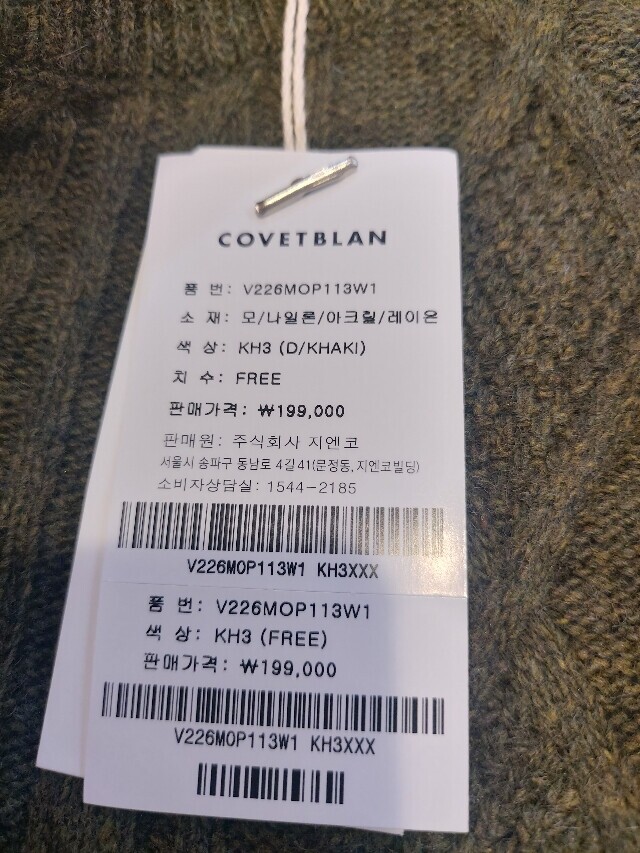 COVETBLAN
품 번: V226MOP113W1
소 재: 모/나일론/아크릴/레이온
색 상: KH3 (D/KHAKI)
치 수: FREE
판매가격: ₩199,000
판매원: 주식회사 지엔코
서울시 송파구 동남로 4길41(문정동, 지엔코빌딩)
소비자상담실: 1544-2185
V226MOP113W1 KH3XXX
품 번: V226MOP113W1
색 상: KH3 (FREE)
판매가격: ₩199,000
V226MOP113W1 KH3XXX